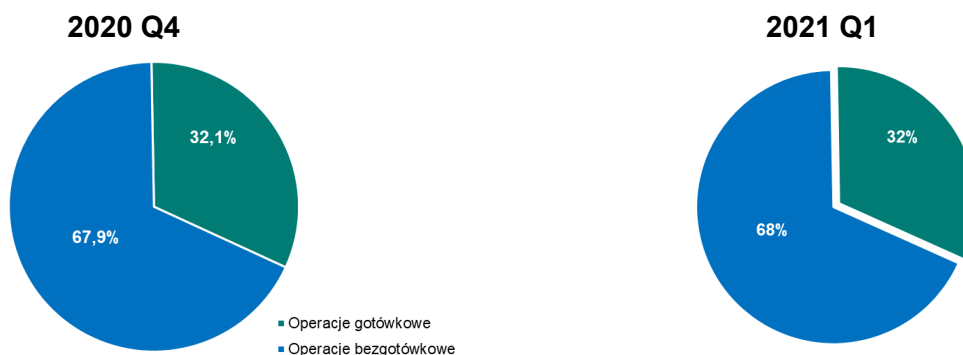 2020 Q4
2021 Q1
32,1%
67,9%
32%
68%
Operacje gotówkowe
Operacje bezgotówkowe